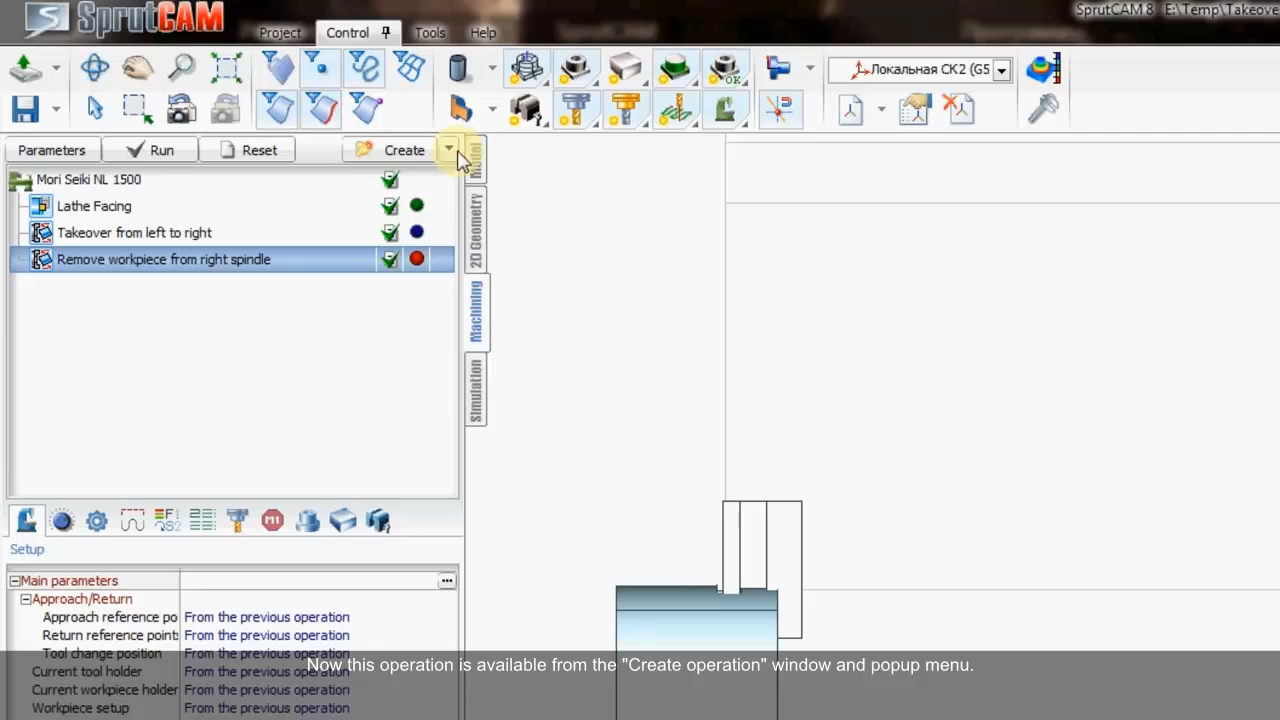 SprutCAM
SprutCAM 8 E:\Temp\Takeove
Project
Control
Tools
Help
OK
Локальная СК2 (G5
Parameters
Run
Reset
Create
Mori Seiki NL 1500
Lathe Facing
Takeover from left to right
Remove workpiece from right spindle
Model
2D Geometry
Machining
Simulation
M1
Setup
Main parameters
...
Approach/Return
Approach reference po From the previous operation
Return reference point: From the previous operation
Tool change position From the previous operation
Current tool holder From the previous operation
Current workpiece holder From the previous operation
Workpiece setup From the previous operation
Now this operation is available from the "Create operation" window and popup menu.